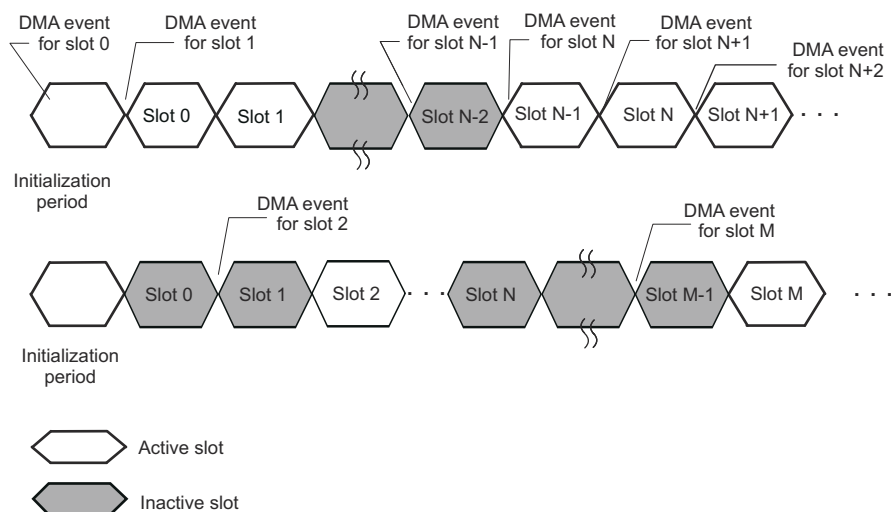 DMA event
for slot 0
DMA event
for slot 1
DMA event
for slot N-1
DMA event
for slot N
DMA event
for slot N+1
DMA event
for slot N+2
Slot 0
Slot 1
Slot N-2
Slot N-1
Slot N
Slot N+1
. . .
Initialization
period
DMA event
for slot 2
DMA event
for slot M
Slot 0
Slot 1
Slot 2
. . .
Slot N
Slot M-1
Slot M
. . .
Initialization
period
Active slot
Inactive slot